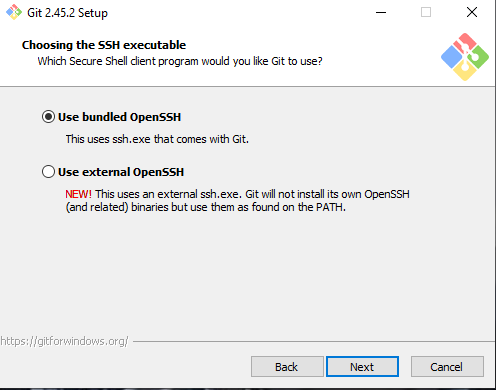 Git 2.45.2 Setup
Choosing the SSH executable
Which Secure Shell client program would you like Git to use?
Use bundled OpenSSH
This uses ssh.exe that comes with Git.
Use external OpenSSH
NEW! This uses an external ssh.exe. Git will not install its own OpenSSH
(and related) binaries but use them as found on the PATH.
https://gitforwindows.org/
Back Next Cancel